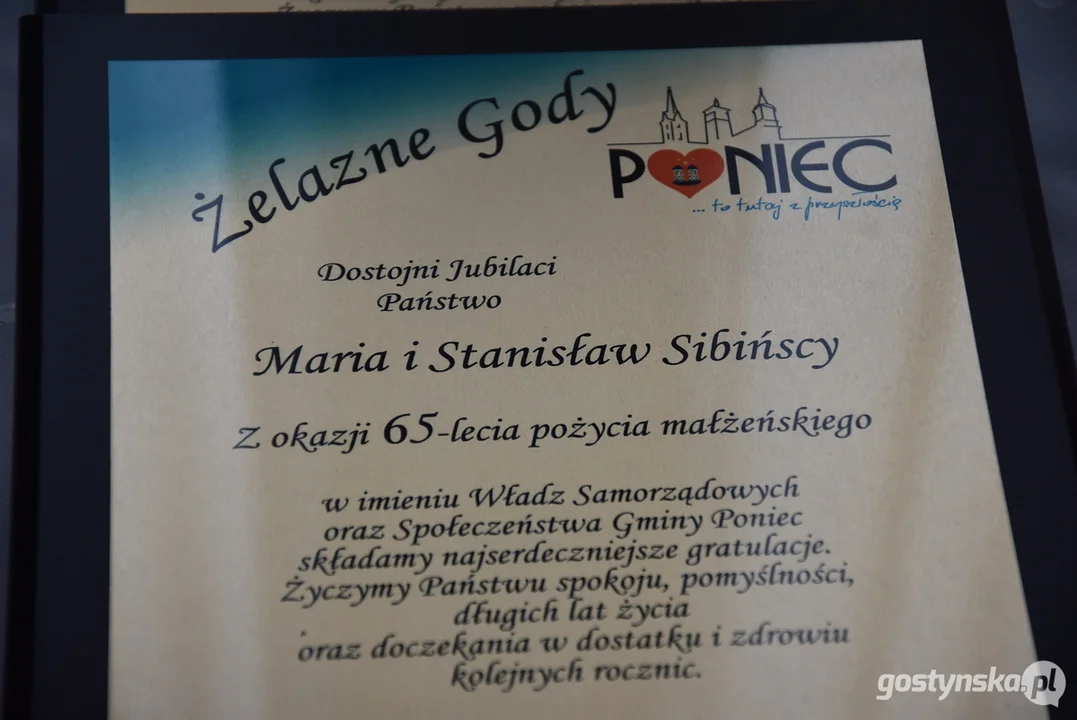 Żelazne Gody
PONIEC
... to tutaj z przyszłością
Dostojni Jubilaci
Państwo
Maria i Stanisław Sibińscy
Z okazji 65-lecia pożycia małżeńskiego
w imieniu Władz Samorządowych
oraz Społeczeństwa Gminy Poniec
składamy najserdeczniejsze gratulacje.
Życzymy Państwu spokoju, pomyślności,
długich lat życia
oraz doczekania w dostatku i zdrowiu
kolejnych rocznic.
gostynska.pl